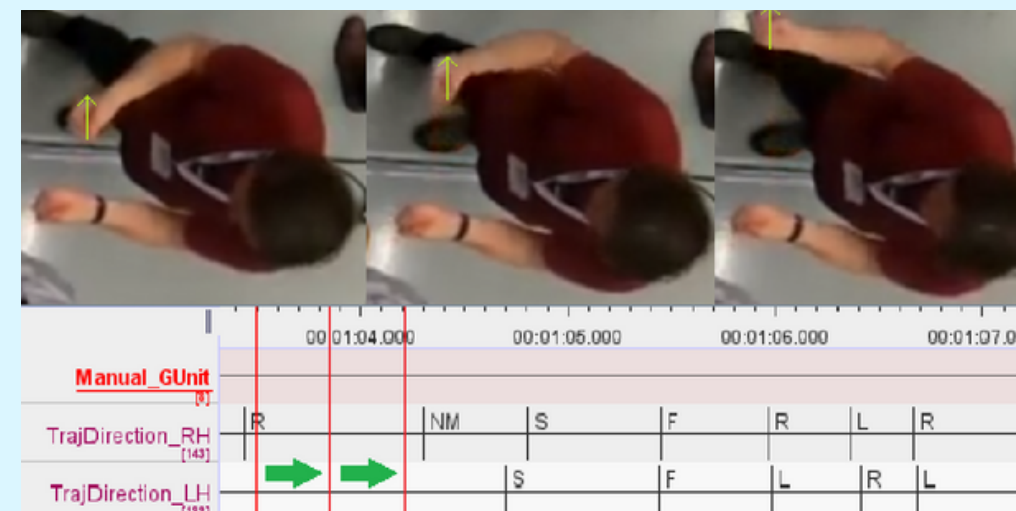 00:01:04.000 00:01:05.000 00:01:06.000 00:01:07.0
Manual_GUnit
[8]
R NM S F R L R
TrajDirection_RH
[143]
S F L R L
TrajDirection_LH